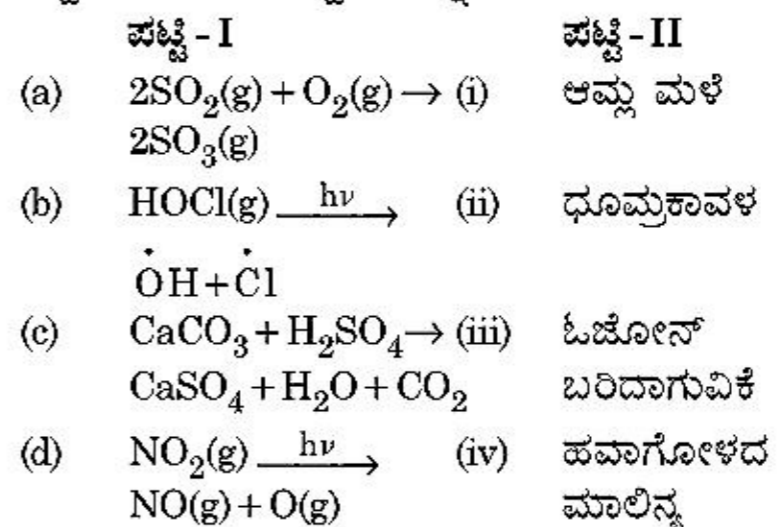 ಪಟ್ಟಿ - I ಪಟ್ಟಿ - II
(a) 2SO₂(g) + O₂(g) → (i) ಆಮ್ಲ ಮಳೆ
2SO₃(g)
(b) HOCl(g) —hν→ (ii) ಧೂಮ್ರಕಾವಳ
ȮH + Ċl
(c) CaCO₃ + H₂SO₄ → (iii) ಓಜೋನ್
CaSO₄ + H₂O + CO₂ ಬರಿದಾಗುವಿಕೆ
(d) NO₂(g) —hν→ (iv) ಹವಾಗೋಳದ
NO(g) + O(g) ಮಾಲಿನ್ಯ